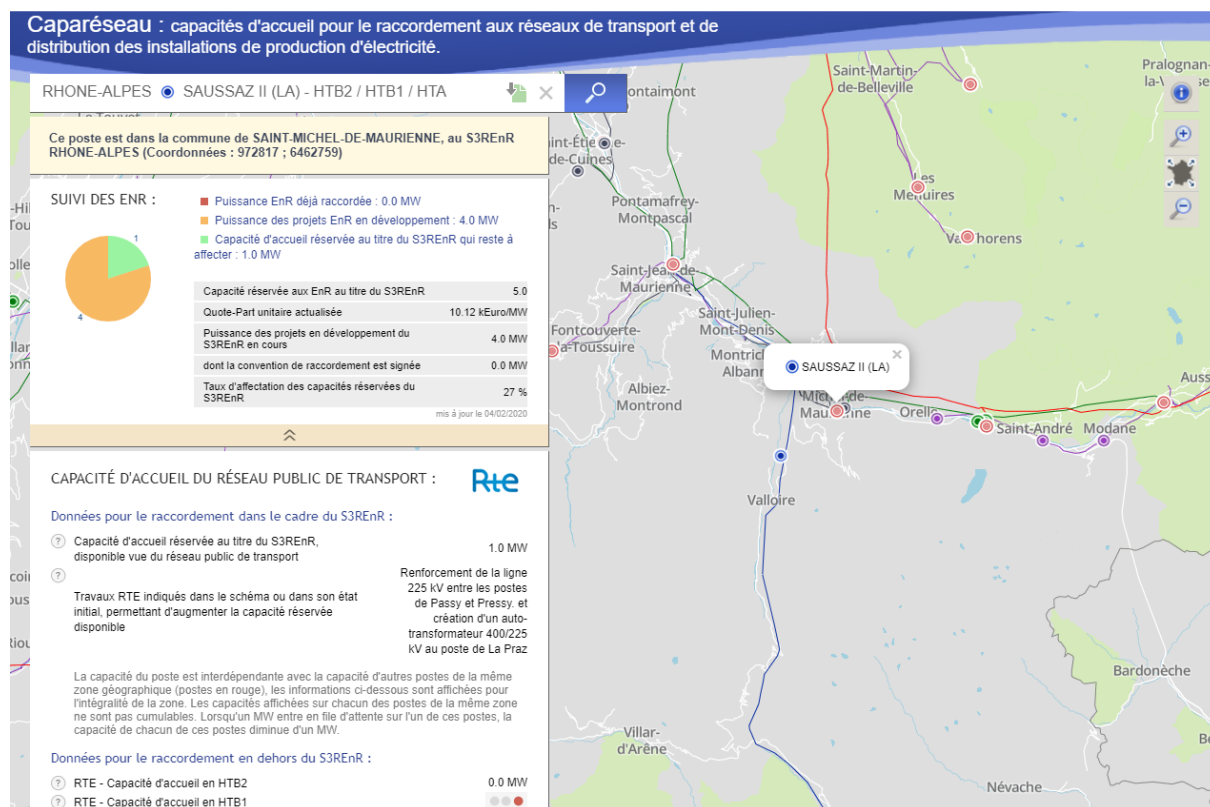 Caparéseau : capacités d'accueil pour le raccordement aux réseaux de transport et de
distribution des installations de production d'électricité.
RHONE-ALPES SAUSSAZ II (LA) - HTB2 / HTB1 / HTA
Ce poste est dans la commune de SAINT-MICHEL-DE-MAURIENNE, au S3REnR
RHONE-ALPES (Coordonnées : 972817 ; 6462759)
SUIVI DES ENR :
Puissance EnR déjà raccordée : 0.0 MW
Puissance des projets EnR en développement : 4.0 MW
Capacité d'accueil réservée au titre du S3REnR qui reste à
affecter : 1.0 MW
1
4
Capacité réservée aux EnR au titre du S3REnR 5.0
Quote-Part unitaire actualisée 10.12 kEuro/MW
Puissance des projets en développement du
S3REnR en cours 4.0 MW
dont la convention de raccordement est signée 0.0 MW
Taux d'affectation des capacités réservées du
S3REnR 27 %
mis à jour le 04/02/2020
CAPACITÉ D'ACCUEIL DU RÉSEAU PUBLIC DE TRANSPORT :
Rte
Données pour le raccordement dans le cadre du S3REnR :
? Capacité d'accueil réservée au titre du S3REnR,
disponible vue du réseau public de transport 1.0 MW
?
Travaux RTE indiqués dans le schéma ou dans son état
initial, permettant d'augmenter la capacité réservée
disponible
Renforcement de la ligne
225 kV entre les postes
de Passy et Pressy. et
création d'un auto-
transformateur 400/225
kV au poste de La Praz
La capacité du poste est interdépendante avec la capacité d'autres postes de la même
zone géographique (postes en rouge), les informations ci-dessous sont affichées pour
l'intégralité de la zone. Les capacités affichées sur chacun des postes de la même zone
ne sont pas cumulables. Lorsqu'un MW entre en file d'attente sur l'un de ces postes, la
capacité de chacun de ces postes diminue d'un MW.
Données pour le raccordement en dehors du S3REnR :
? RTE - Capacité d'accueil en HTB2 0.0 MW
? RTE - Capacité d'accueil en HTB1
Saint-Martin-
de-Belleville
Pralognan-
Pontamafrey-
Montpascal
Les
Menuires
Val Thorens
Saint-Jean-de-
Maurienne
Saint-Julien-
Mont-Denis
Fontcouverte-
la-Toussuire
SAUSSAZ II (LA)
Albiez-
Montrond
Orelle
Saint-André
Modane
Valloire
Bardonèche
Villar-
d'Arêne
Névache